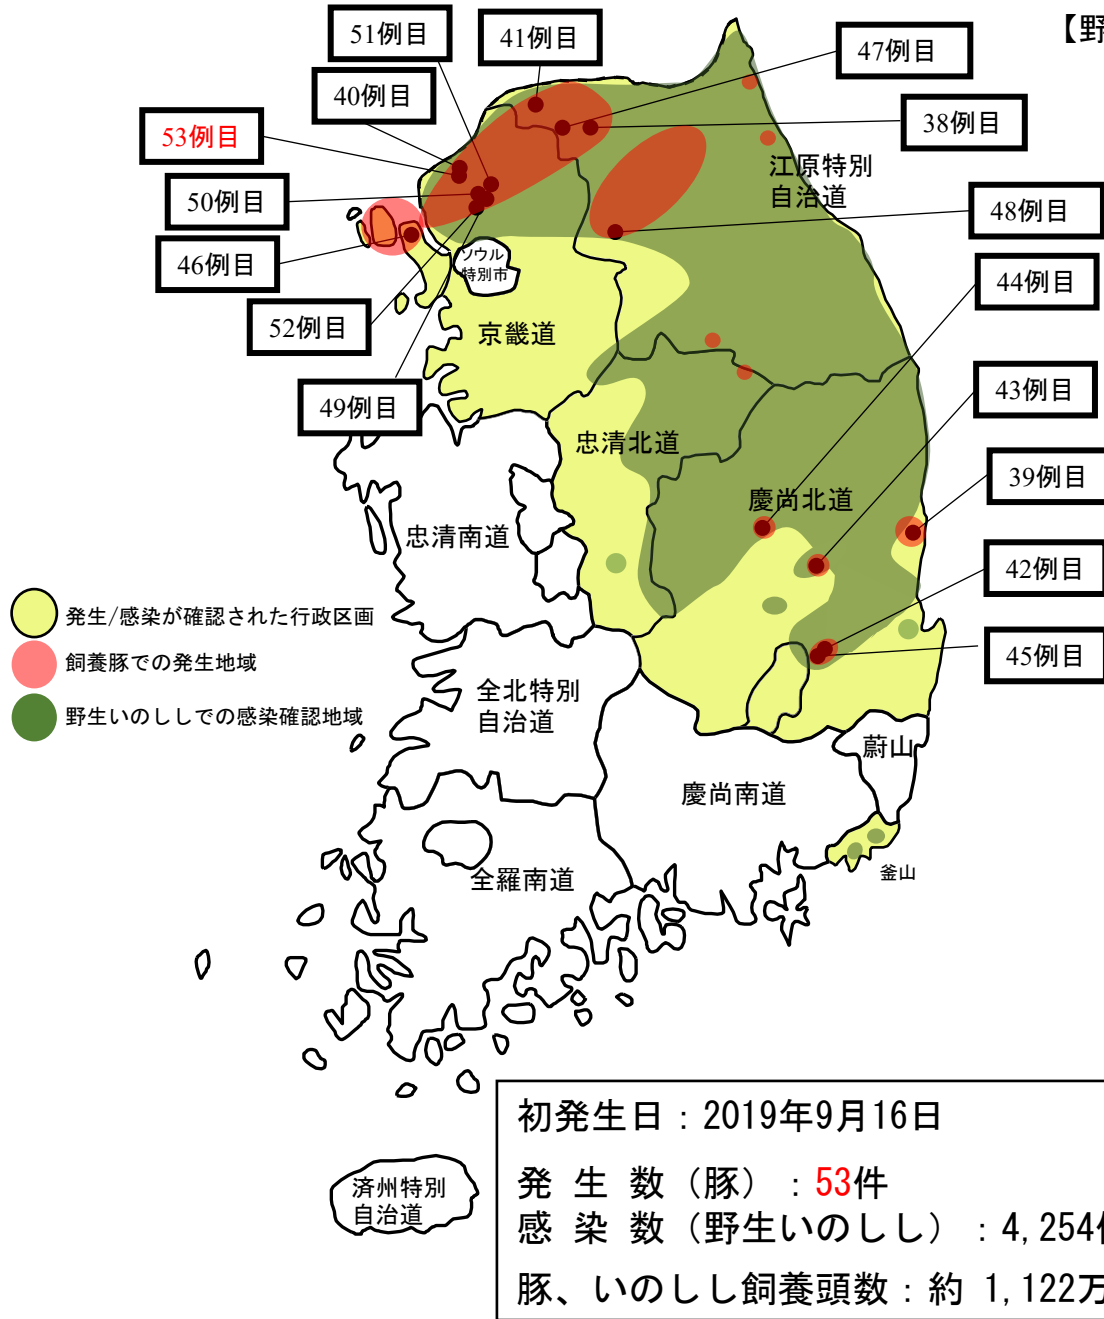 【野
51例目
41例目
47例目
40例目
38例目
53例目
江原特別
自治道
50例目
48例目
46例目
ソウル
特別市
44例目
52例目
京畿道
43例目
49例目
忠清北道
39例目
慶尚北道
忠清南道
42例目
発生/感染が確認された行政区画
飼養豚での発生地域
45例目
野生いのししでの感染確認地域
全北特別
自治道
蔚山
慶尚南道
全羅南道
釜山
済州特別
自治道
初発生日：2019年9月16日
発 生 数（豚）：53件
感 染 数（野生いのしし）：4,254
豚、いのしし飼養頭数：約 1,122万